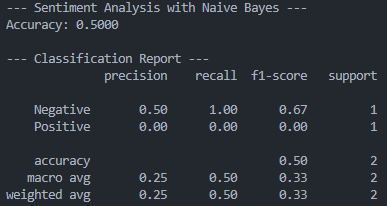 --- Sentiment Analysis with Naive Bayes ---
Accuracy: 0.5000
--- Classification Report ---
precision recall f1-score support
Negative 0.50 1.00 0.67 1
Positive 0.00 0.00 0.00 1
accuracy 0.50 2
macro avg 0.25 0.50 0.33 2
weighted avg 0.25 0.50 0.33 2